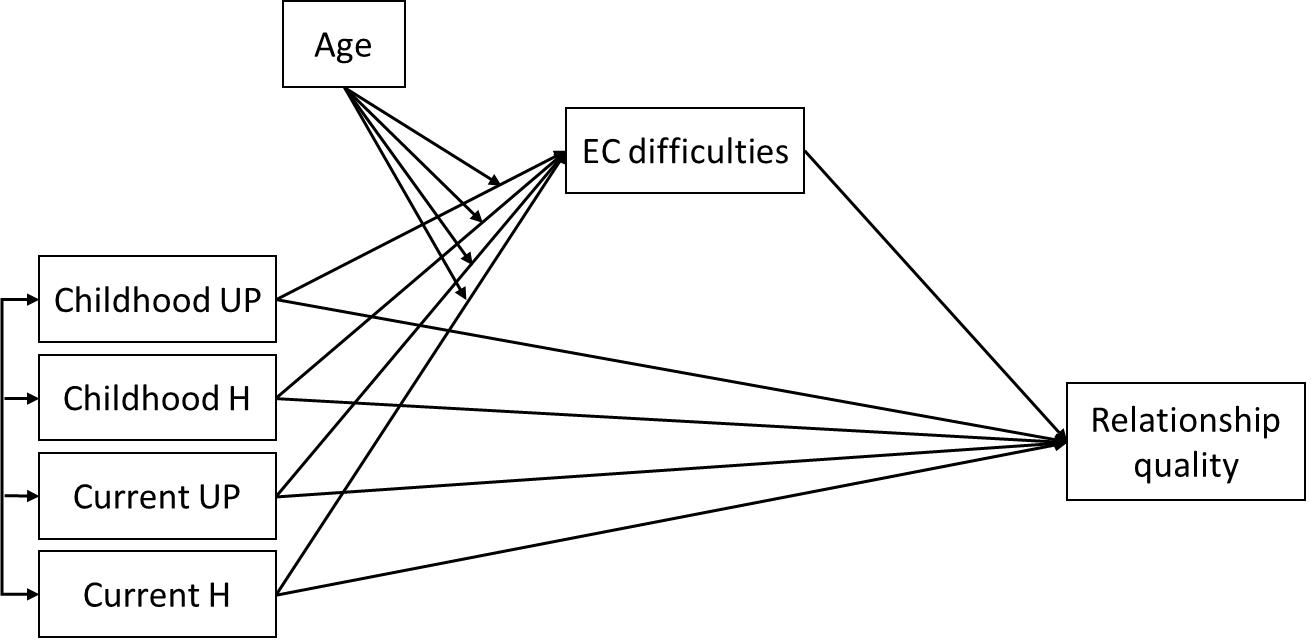 Age
EC difficulties
Childhood UP
Childhood H
Current UP
Current H
Relationship
quality